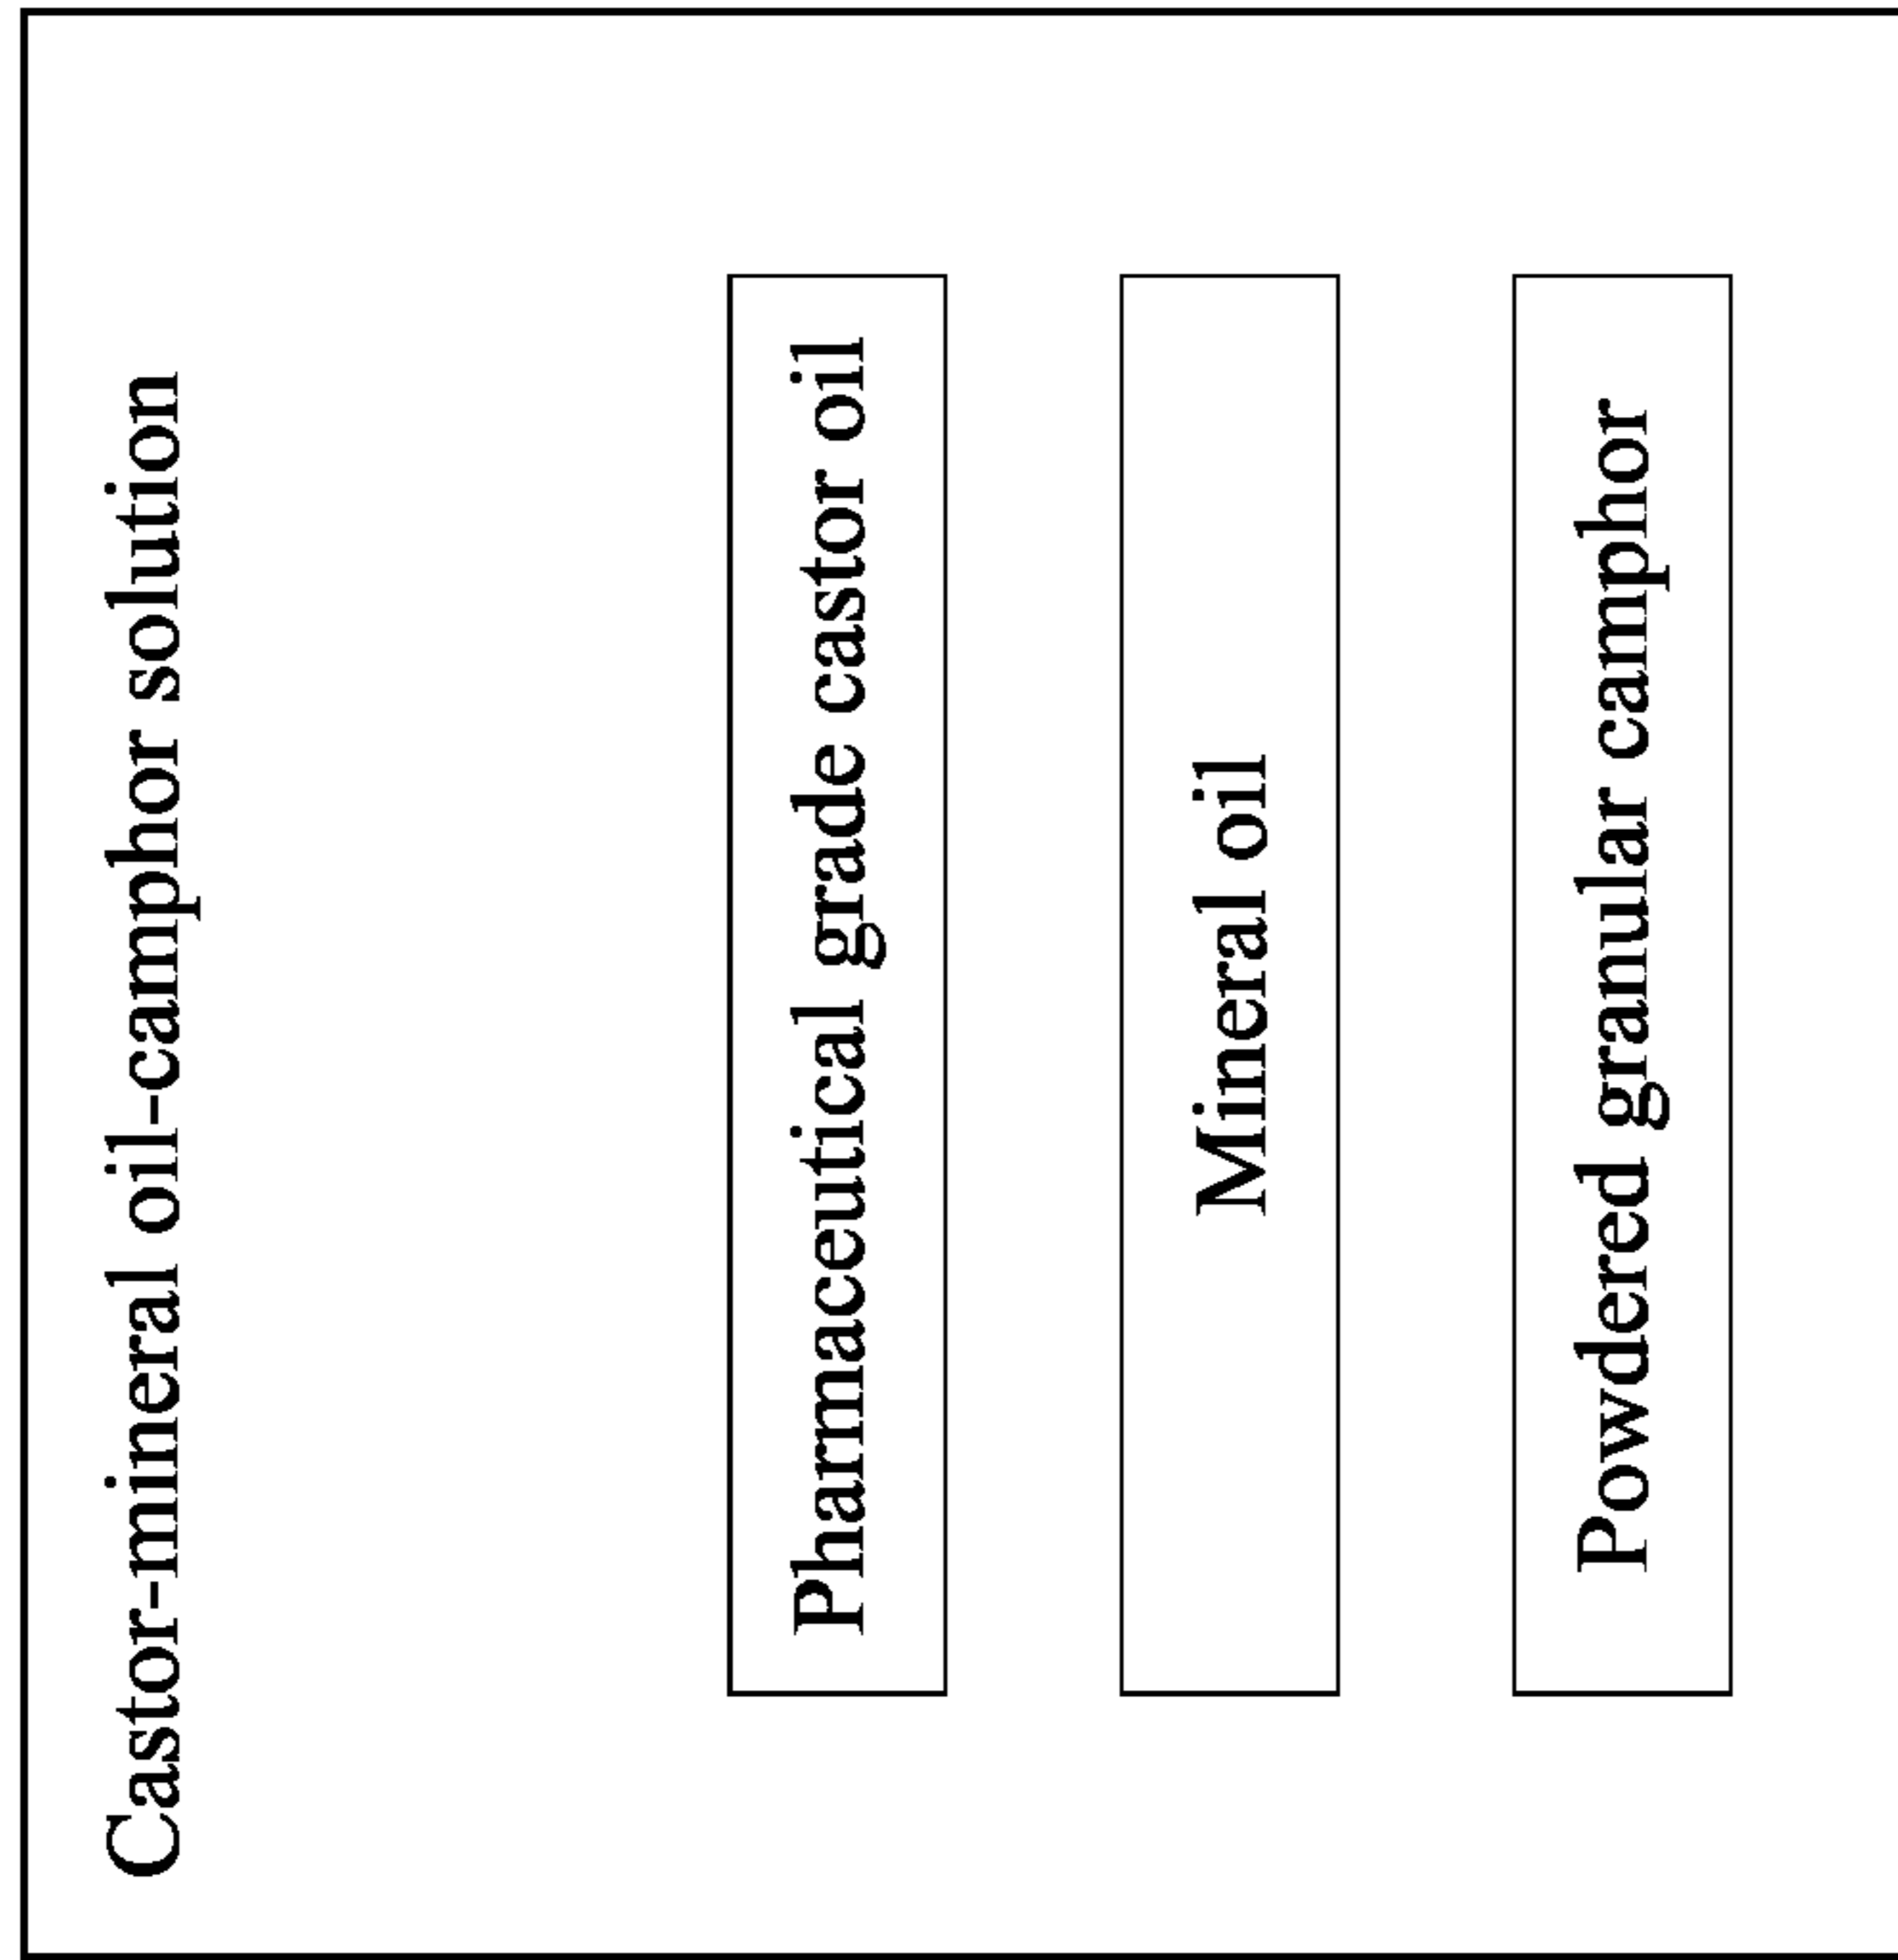 Castor-mineral oil-camphor solution
Pharmaceutical grade castor oil
Mineral oil
Powdered granular camphor